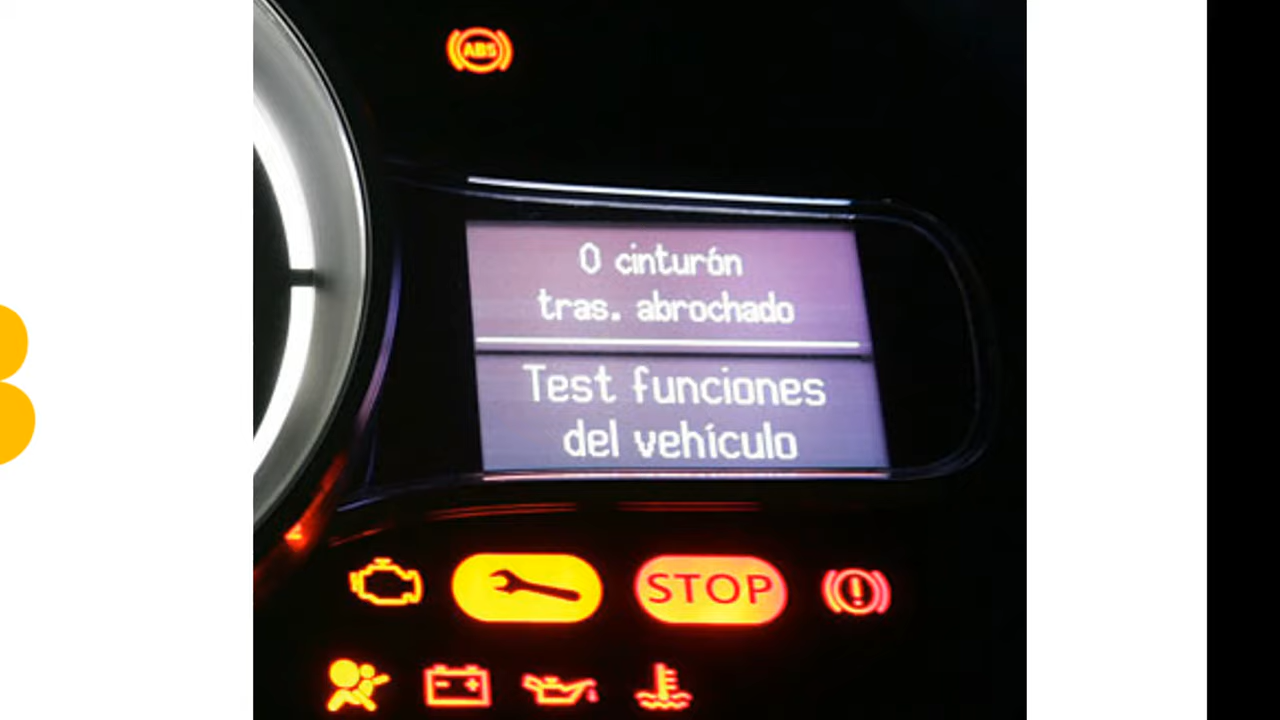 ABS
0 cinturón
tras. abrochado
Test funciones
del vehículo
STOP